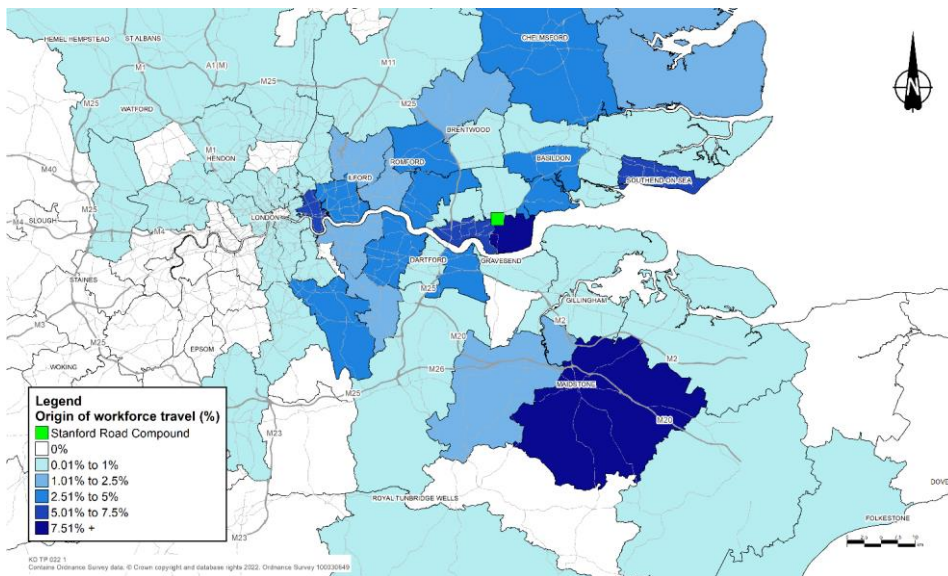 HEMEL HEMPSTEAD
ST ALBANS
CHELMSFORD
M1
A1(M)
M11
M25
M25
M25
WATFORD
BRENTWOOD
M1
HENDON
ROMFORD
BASILDON
M40
ILFORD
SOUTHEND-ON-SEA
M25
LONDON
SLOUGH
M4
M4
DARTFORD
GRAVESEND
STAINES
M25
GILLINGHAM
M2
M3
M20
M2
M25
EPSOM
WOKING
M26
MAIDSTONE
M25
M20
M23
ROYAL TUNBRIDGE WELLS
DOVE
FOLKESTONE
M23
N
Legend
Origin of workforce travel (%)
Stanford Road Compound
0%
0.01% to 1%
1.01% to 2.5%
2.51% to 5%
5.01% to 7.5%
7.51% +
KD TP 022 1
Contains Ordnance Survey data. © Crown copyright and database rights 2022. Ordnance Survey 100030649